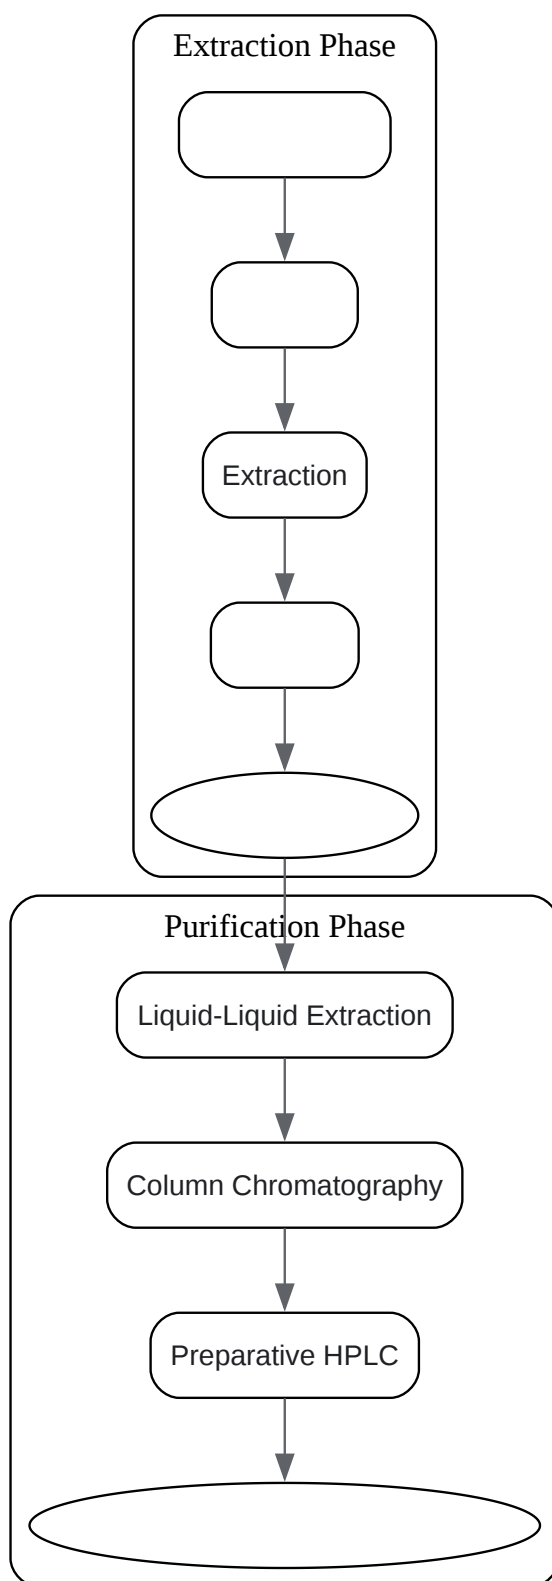 Extraction Phase
Extraction
Purification Phase
Liquid-Liquid Extraction
Column Chromatography
Preparative HPLC